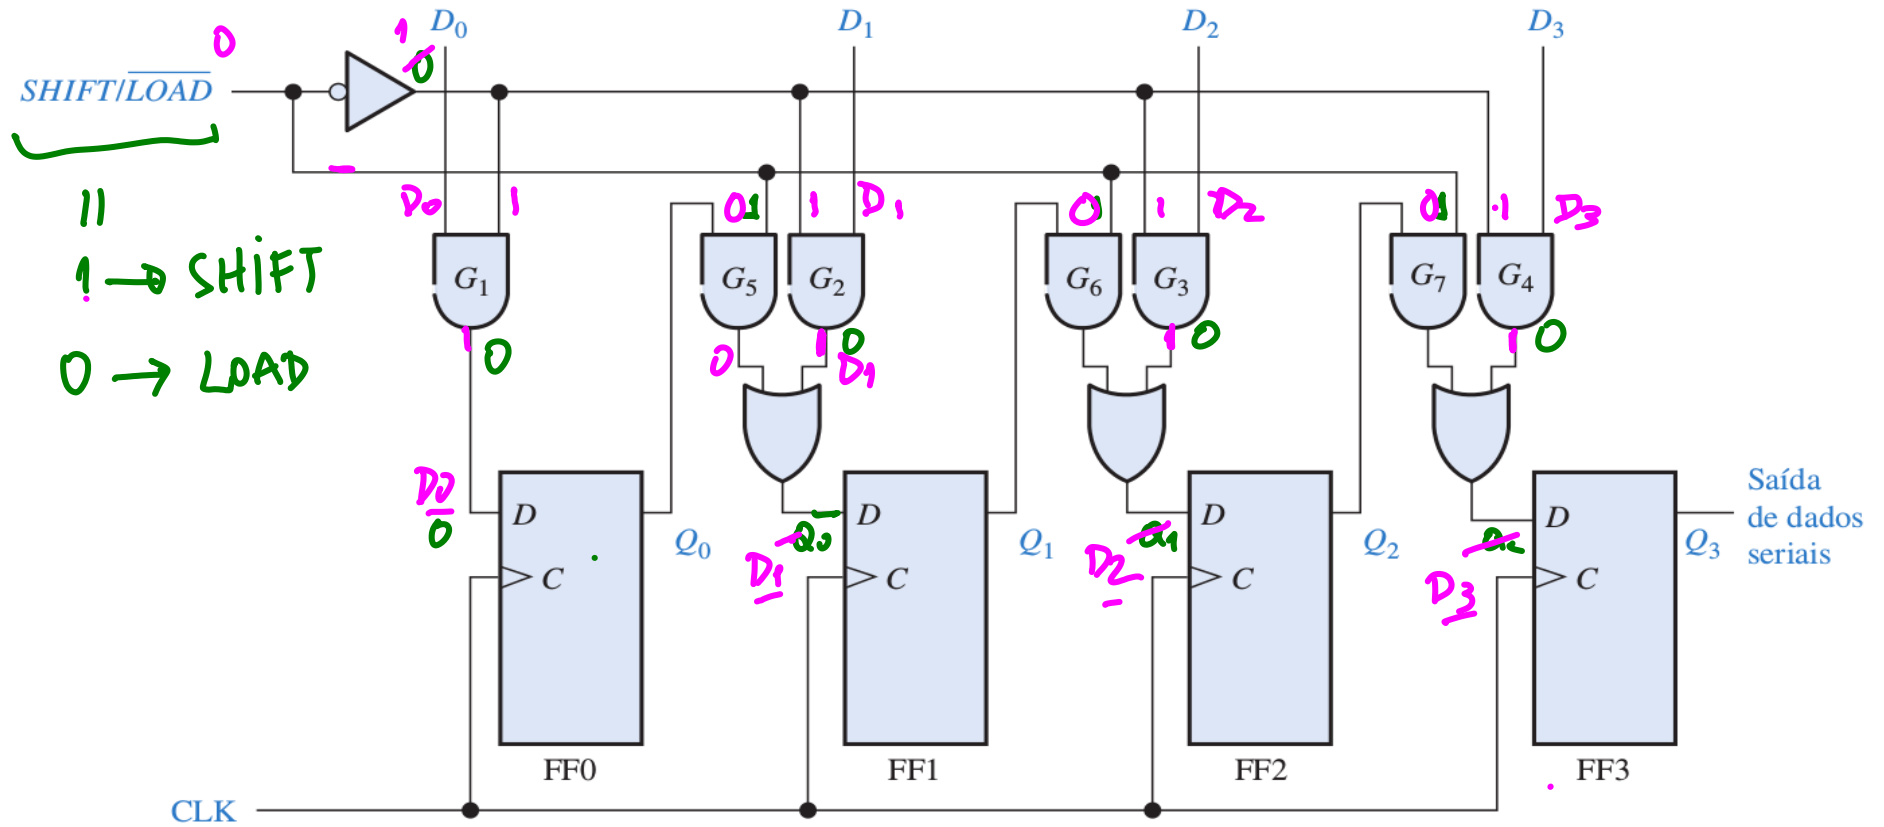 0 1 D0 D1 D2 D3
0
SHIFT/LOAD
D0 1 01 1 D1 01 1 D2 01 1 D3
11
1 → SHIFT
G1 G5 G2 G6 G3 G7 G4
0 → LOAD
1 0 0 1 0 D1 1 0 1 0
D0
0
D Q0 D Q1 D Q2 D Q3
Saída
de dados
seriais
Q0 Q1
D1 C D2 C D3 C
C
FF0 FF1 FF2 FF3
CLK